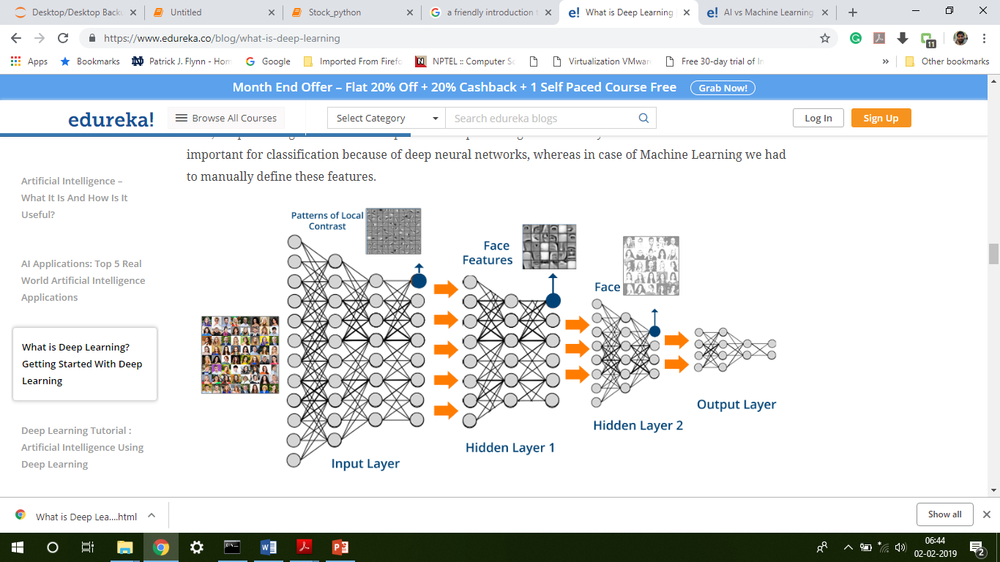 Desktop/Desktop Back
Untitled
Stock_python
a friendly introduction t
What is Deep Learning
AI vs Machine Learning
https://www.edureka.co/blog/what-is-deep-learning
11
Apps
Bookmarks
Patrick J. Flynn - Hom
Google
Imported From Firefo
NPTEL :: Computer Sc
Virtualization VMwar
Free 30-day trial of In
»
Other bookmarks
Month End Offer – Flat 20% Off + 20% Cashback + 1 Self Paced Course Free
Grab Now!
edureka!
Browse All Courses
Select Category
Search edureka blogs
Log In
Sign Up
important for classification because of deep neural networks, whereas in case of Machine Learning we had
to manually define these features.
Artificial Intelligence –
What It Is And How Is It
Useful?
AI Applications: Top 5 Real
World Artificial Intelligence
Applications
What is Deep Learning?
Getting Started With Deep
Learning
Deep Learning Tutorial :
Artificial Intelligence Using
Deep Learning
Patterns of Local
Contrast
Face
Features
Face
Input Layer
Hidden Layer 1
Hidden Layer 2
Output Layer
What is Deep Lea....html
Show all
06:44
02-02-2019
2